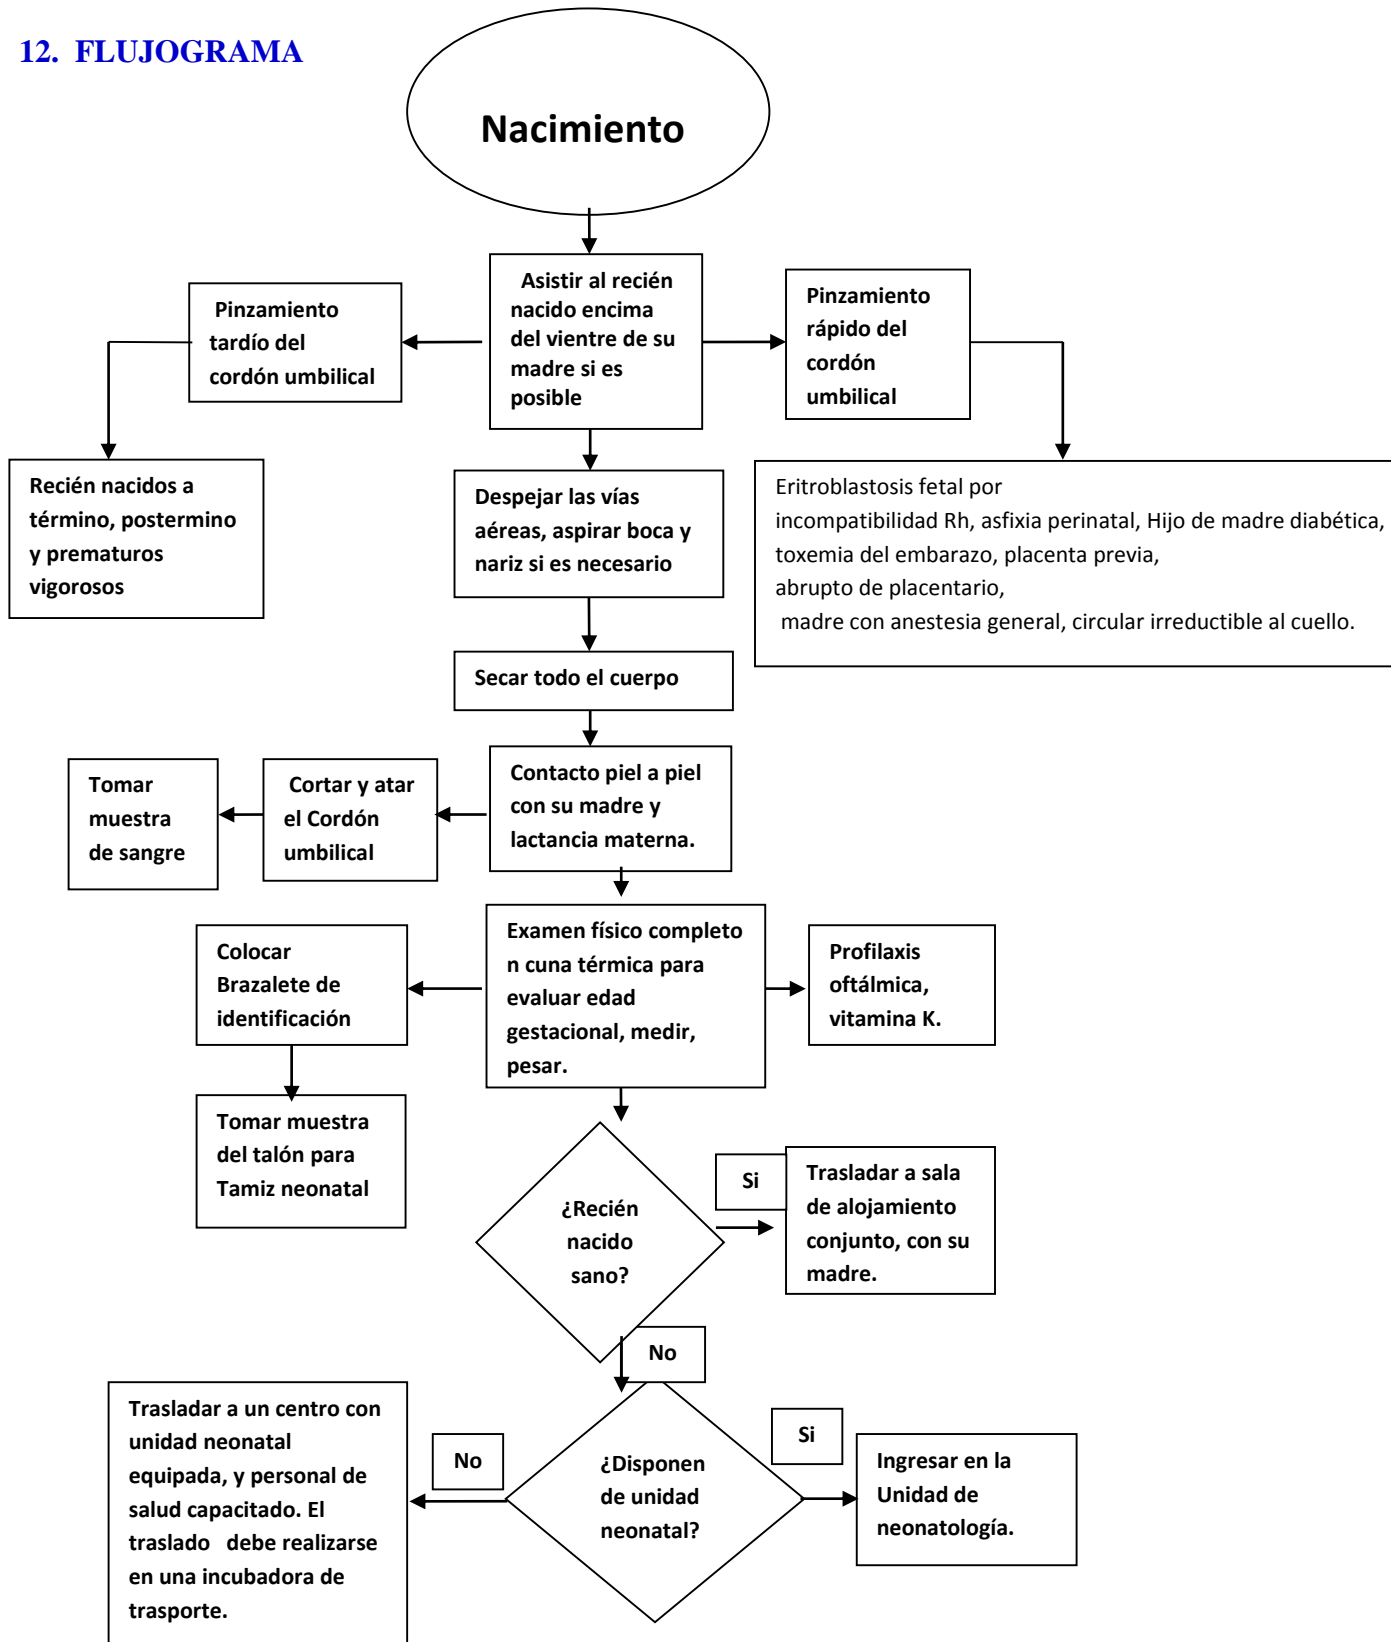 12. FLUJOGRAMA
Nacimiento
Asistir al recién
nacido encima
del vientre de su
madre si es
posible
Pinzamiento
tardío del
cordón umbilical
Pinzamiento
rápido del
cordón
umbilical
Recién nacidos a
término, postermino
y prematuros
vigorosos
Despejar las vías
aéreas, aspirar boca y
nariz si es necesario
Eritroblastosis fetal por
incompatibilidad Rh, asfixia perinatal, Hijo de madre diabética,
toxemia del embarazo, placenta previa,
abrupto de placentario,
madre con anestesia general, circular irreductible al cuello.
Secar todo el cuerpo
Contacto piel a piel
con su madre y
lactancia materna.
Cortar y atar
el Cordón
umbilical
Tomar
muestra
de sangre
Examen físico completo
n cuna térmica para
evaluar edad
gestacional, medir,
pesar.
Colocar
Brazalete de
identificación
Profilaxis
oftálmica,
vitamina K.
Tomar muestra
del talón para
Tamiz neonatal
¿Recién
nacido
sano?
Si
Trasladar a sala
de alojamiento
conjunto, con su
madre.
No
¿Disponen
de unidad
neonatal?
No
Trasladar a un centro con
unidad neonatal
equipada, y personal de
salud capacitado. El
traslado debe realizarse
en una incubadora de
trasporte.
Si
Ingresar en la
Unidad de
neonatología.